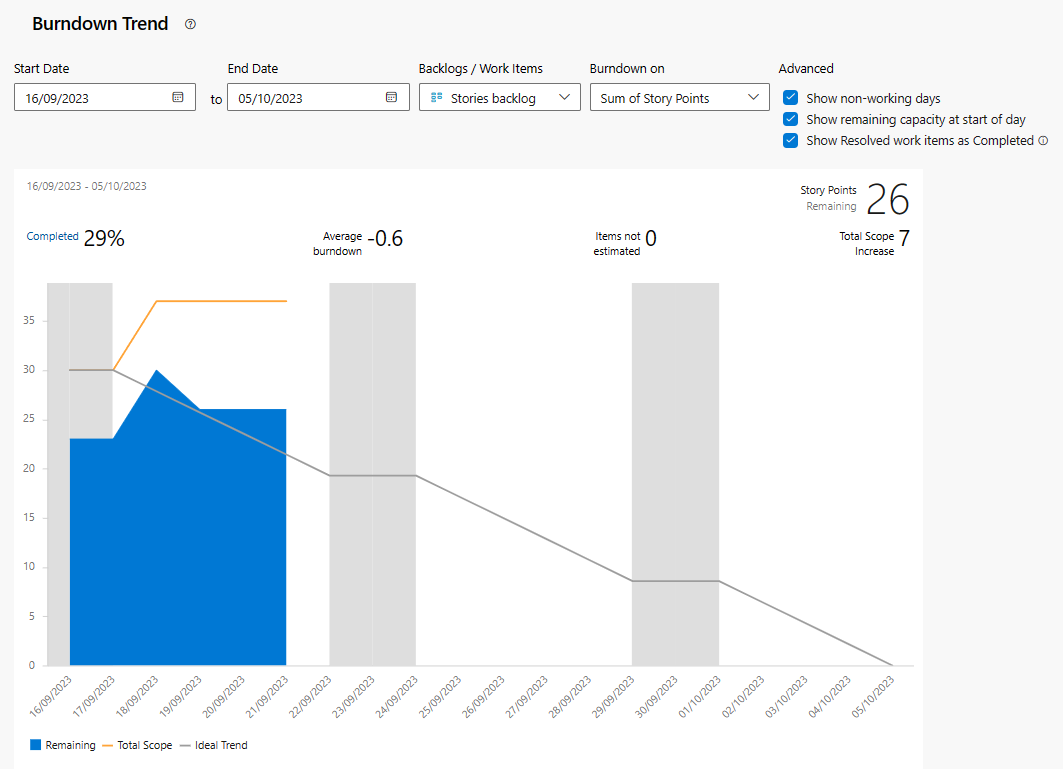 Burndown Trend
Start Date
End Date
Backlogs / Work Items
Burndown on
Advanced
16/09/2023
to
05/10/2023
Stories backlog
Sum of Story Points
Show non-working days
Show remaining capacity at start of day
Show Resolved work items as Completed
16/09/2023 - 05/10/2023
Story Points
Remaining
26
Completed 29%
Average
burndown
-0.6
Items not
estimated
0
Total Scope
Increase
7
35
30
25
20
15
10
5
0
16/09/2023
17/09/2023
18/09/2023
19/09/2023
20/09/2023
21/09/2023
22/09/2023
23/09/2023
24/09/2023
25/09/2023
26/09/2023
27/09/2023
28/09/2023
29/09/2023
30/09/2023
01/10/2023
02/10/2023
03/10/2023
04/10/2023
05/10/2023
Remaining
Total Scope
Ideal Trend